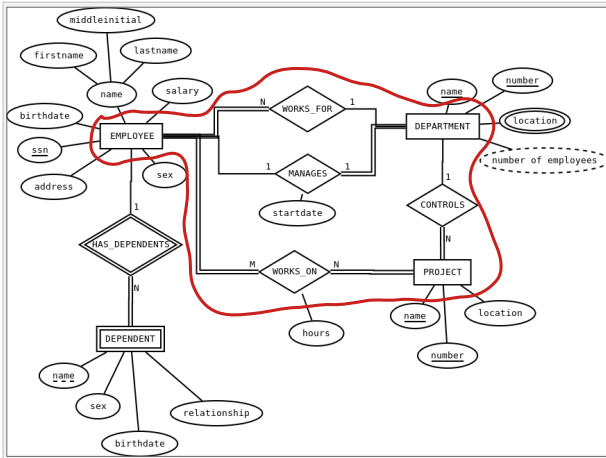 middleinitial
firstname
lastname
name
salary
birthdate
ssn
address
sex
EMPLOYEE
N
WORKS_FOR
1
name
number
location
DEPARTMENT
number of employees
1
MANAGES
1
startdate
1
CONTROLS
N
1
HAS_DEPENDENTS
N
M
WORKS_ON
N
PROJECT
hours
name
number
location
DEPENDENT
name
sex
birthdate
relationship